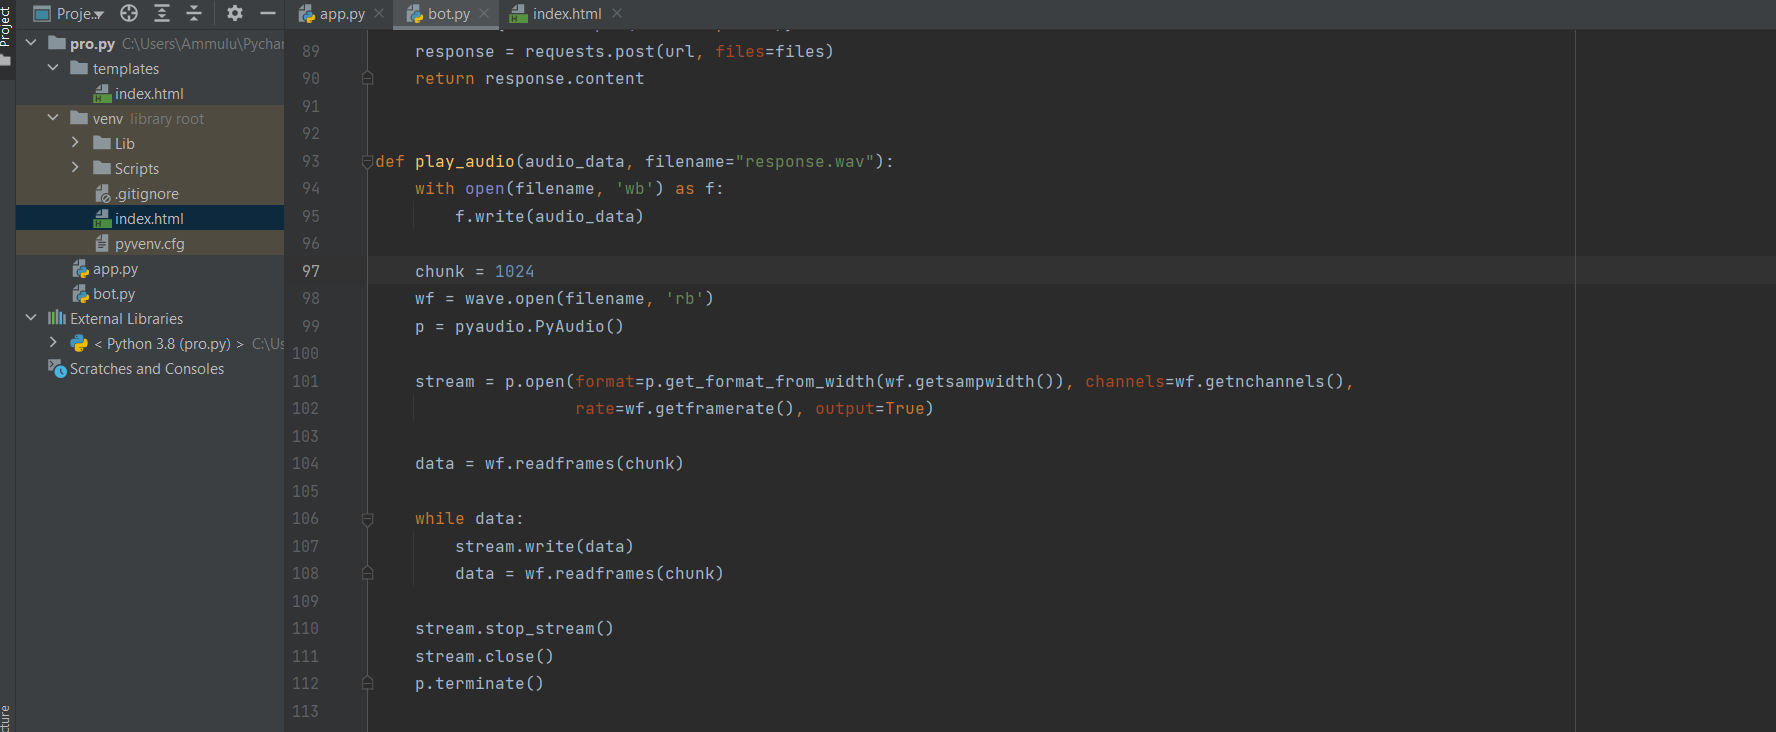 Project
Proje..
app.py
bot.py
index.html
pro.py C:\Users\Ammulu\Pychar
templates
index.html
venv library root
Lib
Scripts
.gitignore
index.html
pyvenv.cfg
app.py
bot.py
External Libraries
< Python 3.8 (pro.py) > C:\Us
Scratches and Consoles
cture
89 response = requests.post(url, files=files)
90 return response.content
91
92
93 def play_audio(audio_data, filename="response.wav"):
94 with open(filename, 'wb') as f:
95 f.write(audio_data)
96
97 chunk = 1024
98 wf = wave.open(filename, 'rb')
99 p = pyaudio.PyAudio()
100
101 stream = p.open(format=p.get_format_from_width(wf.getsampwidth()), channels=wf.getnchannels(),
102 rate=wf.getframerate(), output=True)
103
104 data = wf.readframes(chunk)
105
106 while data:
107 stream.write(data)
108 data = wf.readframes(chunk)
109
110 stream.stop_stream()
111 stream.close()
112 p.terminate()
113